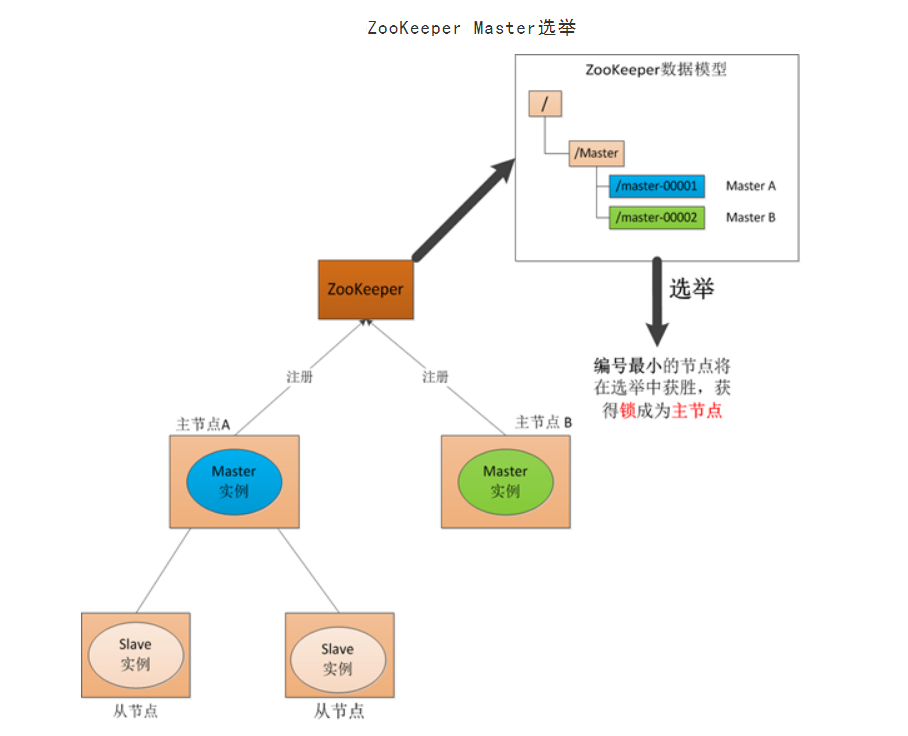 ZooKeeper Master选举
ZooKeeper数据模型
/
/Master
/master-00001 Master A
/master-00002 Master B
选举
ZooKeeper
编号最小的节点将
在选举中获胜，获
得锁成为主节点
注册
注册
主节点A
主节点 B
Master
实例
Master
实例
Slave
实例
Slave
实例
从节点
从节点